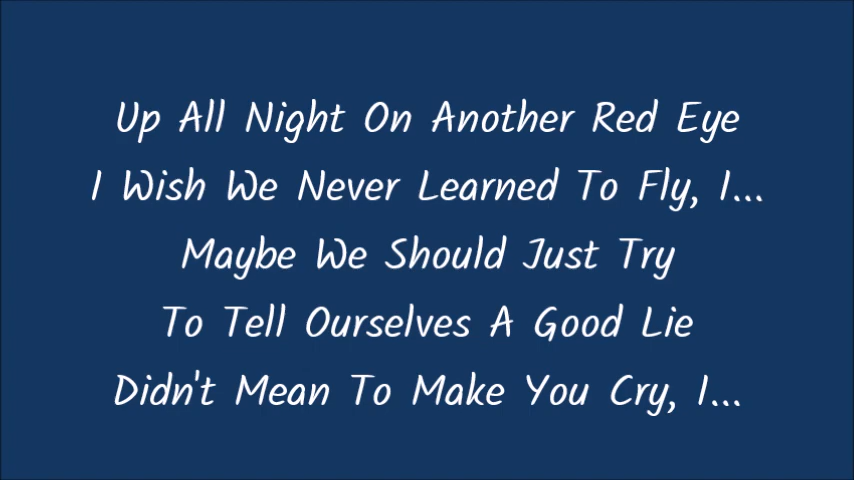 Up All Night On Another Red Eye
I Wish We Never Learned To Fly, I...
Maybe We Should Just Try
To Tell Ourselves A Good Lie
Didn't Mean To Make You Cry, I...